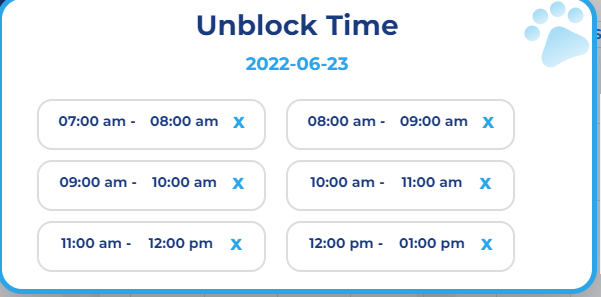 Unblock Time
2022-06-23
07:00 am - 08:00 am X
08:00 am - 09:00 am X
09:00 am - 10:00 am X
10:00 am - 11:00 am X
11:00 am - 12:00 pm X
12:00 pm - 01:00 pm X